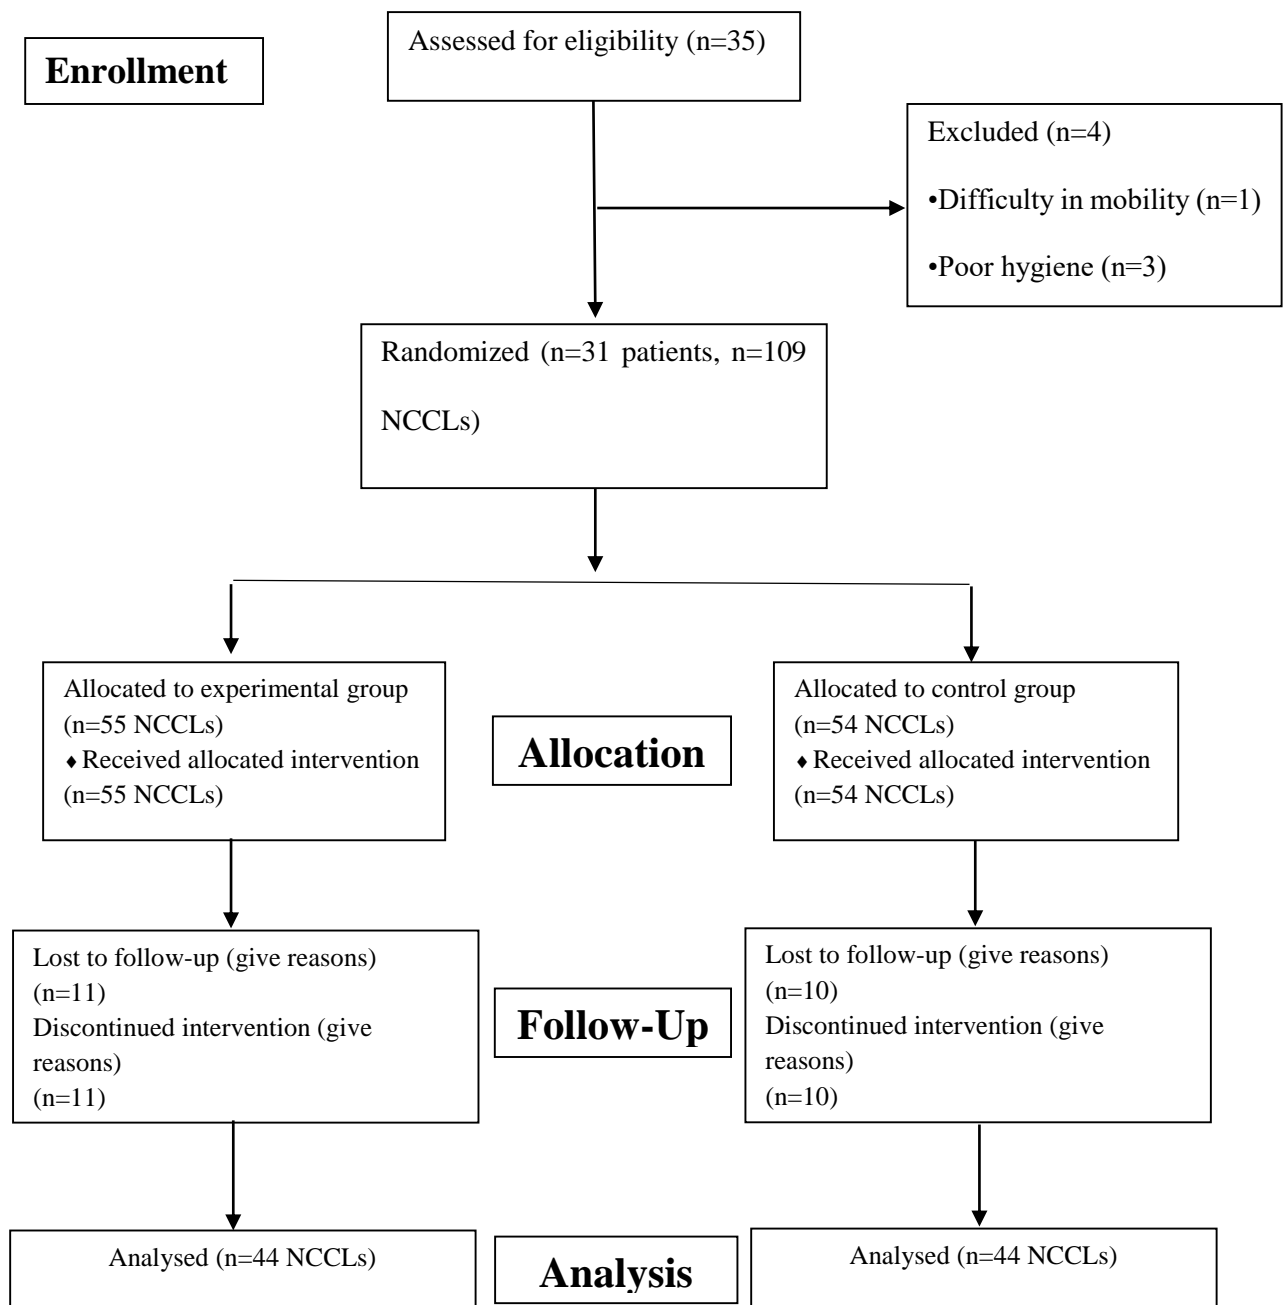 Assessed for eligibility (n=35)
Enrollment
Excluded (n=4)
•Difficulty in mobility (n=1)
•Poor hygiene (n=3)
Randomized (n=31 patients, n=109
NCCLs)
Allocated to experimental group
(n=55 NCCLs)
♦ Received allocated intervention
(n=55 NCCLs)
Allocation
Allocated to control group
(n=54 NCCLs)
♦ Received allocated intervention
(n=54 NCCLs)
Lost to follow-up (give reasons)
(n=11)
Discontinued intervention (give
reasons)
(n=11)
Follow-Up
Lost to follow-up (give reasons)
(n=10)
Discontinued intervention (give
reasons)
(n=10)
Analysed (n=44 NCCLs)
Analysis
Analysed (n=44 NCCLs)